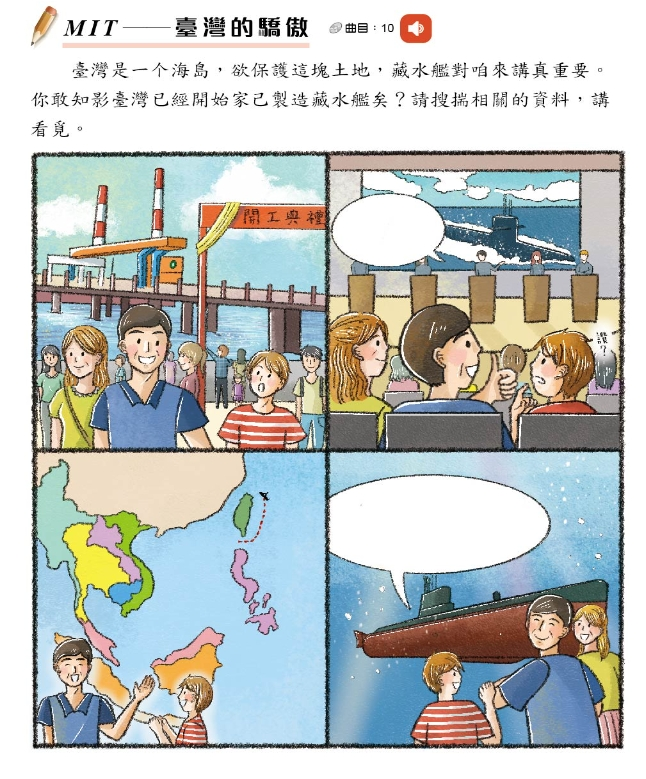 MIT——臺灣的驕傲 曲目：10
臺灣是一个海島，欲保護這塊土地，藏水艦對咱來講真重要。
你敢知影臺灣已經開始家己製造藏水艦矣？請搜揣相關的資料，講
看覓。
開工典禮
讚？